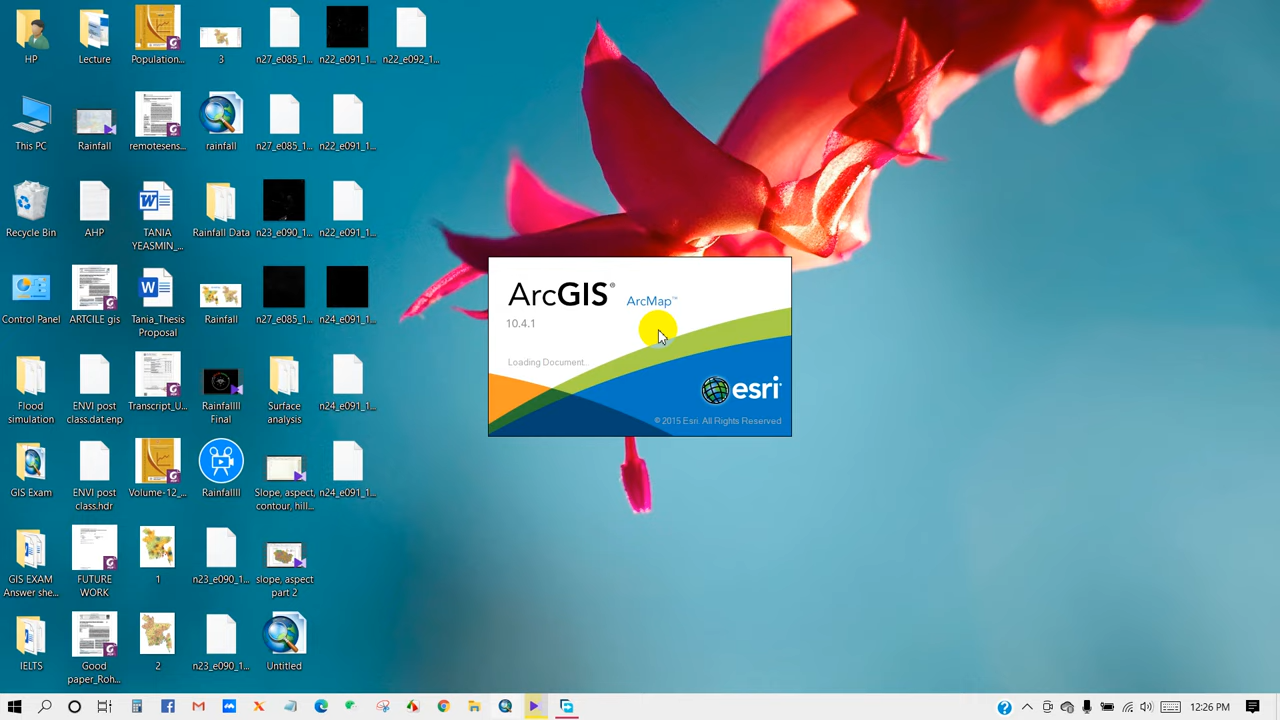 HP
Lecture
Population...
3
n27_e085_1...
n22_e091_1...
n22_e092_1...
This PC
Rainfall
remotesens...
rainfall
n27_e085_1...
n22_e091_1...
Recycle Bin
AHP
TANIA
YEASMIN_...
Rainfall Data
n23_e090_1...
n22_e091_1...
Control Panel
ARTCILE gis
Tania_Thesis
Proposal
Rainfall
n27_e085_1...
n24_e091_1...
Flood
simulation
ENVI post
class.dat.enp
Transcript_U...
Rainfallll
Final
Surface
analysis
n24_e091_1...
GIS Exam
ENVI post
class.hdr
Volume-12_...
Rainfallll
Slope, aspect,
contour, hill...
n24_e091_1...
GIS EXAM
Answer she...
FUTURE
WORK
1
n23_e090_1...
slope, aspect
part 2
IELTS
Good
paper_Roh...
2
n23_e090_1...
Untitled
ArcGIS® ArcMap™
10.4.1
Loading Document...
esri®
© 2015 Esri. All Rights Reserved
12:26 PM